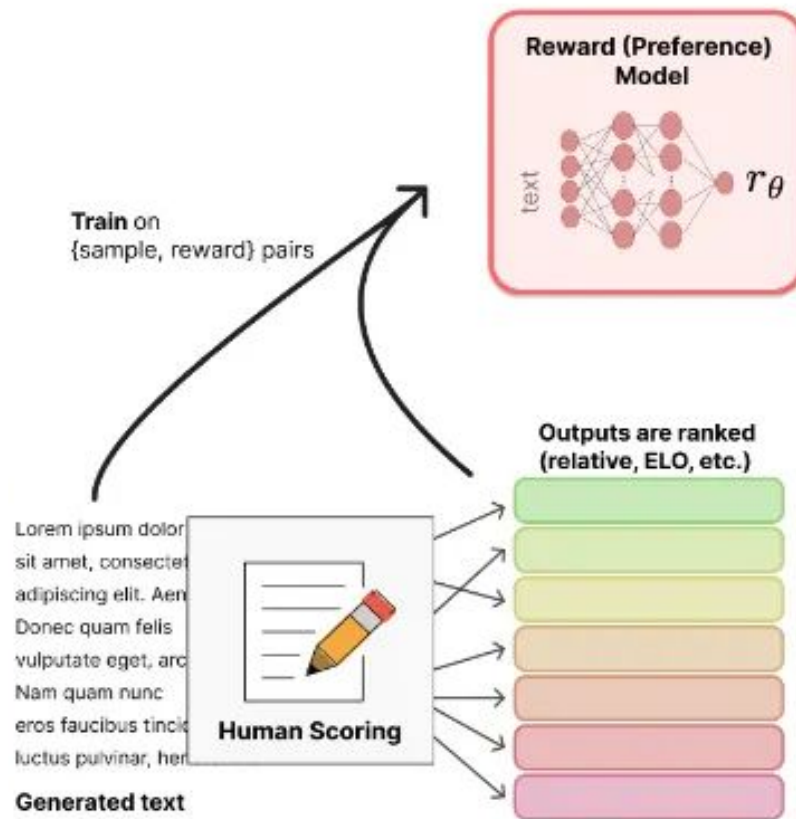 Reward (Preference)
Model
text
rθ
Train on
{sample, reward} pairs
Outputs are ranked
(relative, ELO, etc.)
Lorem ipsum dolor
sit amet, consectet
adipiscing elit. Aen
Donec quam felis
vulputate eget, arc
Nam quam nunc
eros faucibus tincid
luctus pulvinar, her
Human Scoring
Generated text